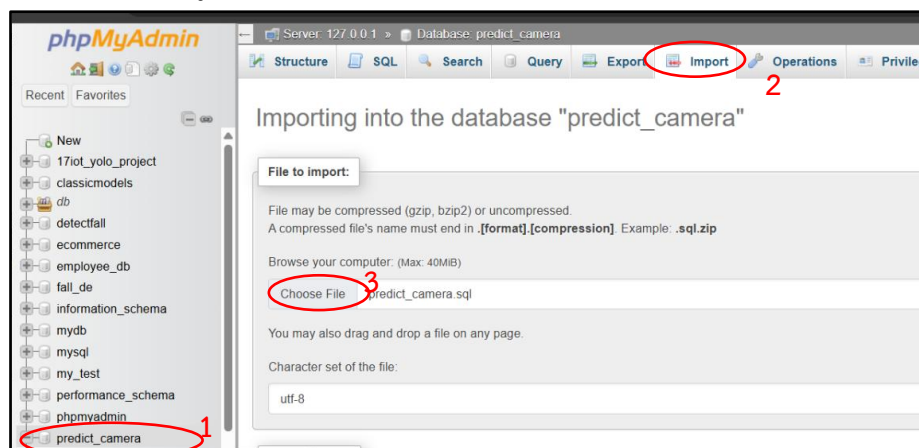 phpMyAdmin
Recent Favorites
New
17iot_yolo_project
classicmodels
db
detectfall
ecommerce
employee_db
fall_de
information_schema
mydb
mysql
my_test
performance_schema
phpmyadmin
predict_camera
1
Server: 127.0.0.1 » Database: predict_camera
Structure SQL Search Query Export Import Operations Privile
2
Importing into the database "predict_camera"
File to import:
File may be compressed (gzip, bzip2) or uncompressed.
A compressed file's name must end in .[format].[compression]. Example: .sql.zip
Browse your computer: (Max: 40MiB)
3
Choose File predict_camera.sql
You may also drag and drop a file on any page.
Character set of the file:
utf-8